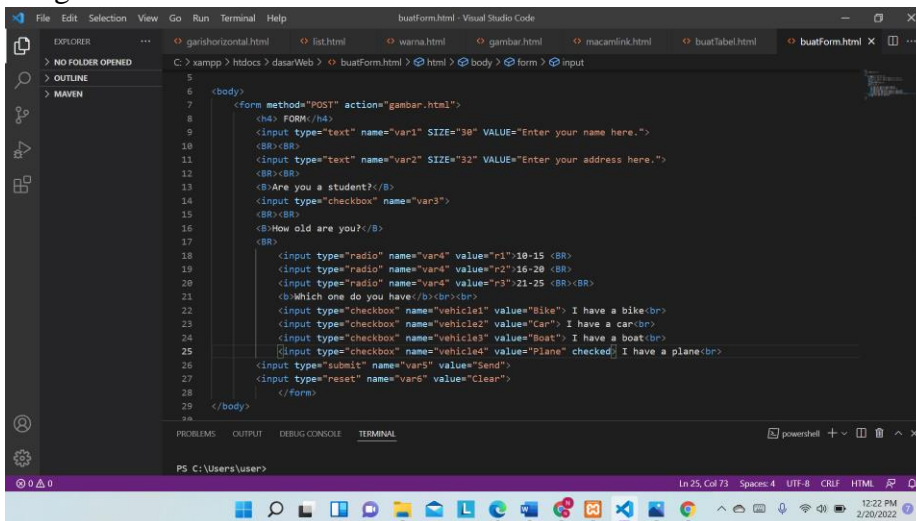 File Edit Selection View Go Run Terminal Help
buatForm.html - Visual Studio Code
EXPLORER
garishorizontal.html
list.html
warna.html
gambar.html
macamlink.html
buatTabel.html
buatForm.html
> NO FOLDER OPENED
> OUTLINE
> MAVEN
C: > xampp > htdocs > dasarWeb > buatForm.html > html > body > form > input
5
6 <body>
7 <form method="POST" action="gambar.html">
8 <h4> FORM</h4>
9 <input type="text" name="var1" SIZE="30" VALUE="Enter your name here.">
10 <BR><BR>
11 <input type="text" name="var2" SIZE="32" VALUE="Enter your address here.">
12 <BR><BR>
13 <B>Are you a student?</B>
14 <input type="checkbox" name="var3">
15 <BR><BR>
16 <B>How old are you?</B>
17 <BR>
18 <input type="radio" name="var4" value="r1">10-15 <BR>
19 <input type="radio" name="var4" value="r2">16-20 <BR>
20 <input type="radio" name="var4" value="r3">21-25 <BR><BR>
21 <b>Which one do you have</b><br><br>
22 <input type="checkbox" name="vehicle1" value="Bike"> I have a bike<br>
23 <input type="checkbox" name="vehicle2" value="Car"> I have a car<br>
24 <input type="checkbox" name="vehicle3" value="Boat"> I have a boat<br>
25 <input type="checkbox" name="vehicle4" value="Plane" checked> I have a plane<br>
26 <input type="submit" name="var5" value="Send">
27 <input type="reset" name="var6" value="Clear">
28 </form>
29 </body>
PROBLEMS OUTPUT DEBUG CONSOLE TERMINAL
powershell
PS C:\Users\user>
0 0
Ln 25, Col 73 Spaces: 4 UTF-8 CRLF HTML
12:22 PM
2/20/2022